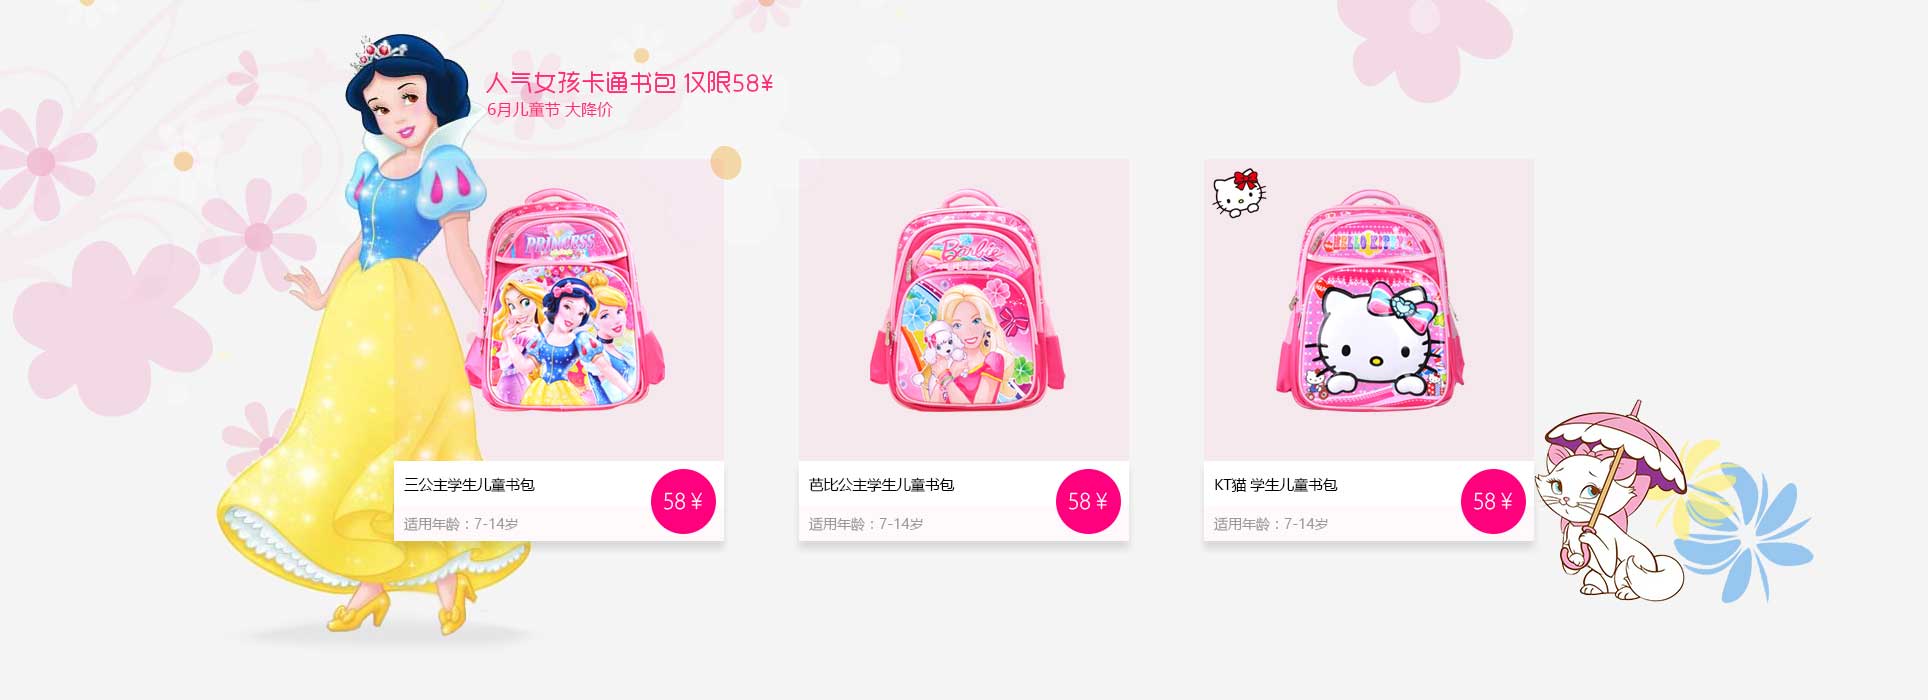 人气女孩卡通书包 仅限58¥
6月儿童节 大降价
PRINCESS
Barbie
HELLO KITTY
三公主学生儿童书包
58 ¥
适用年龄：7-14岁
芭比公主学生儿童书包
58 ¥
适用年龄：7-14岁
KT猫 学生儿童书包
58 ¥
适用年龄：7-14岁